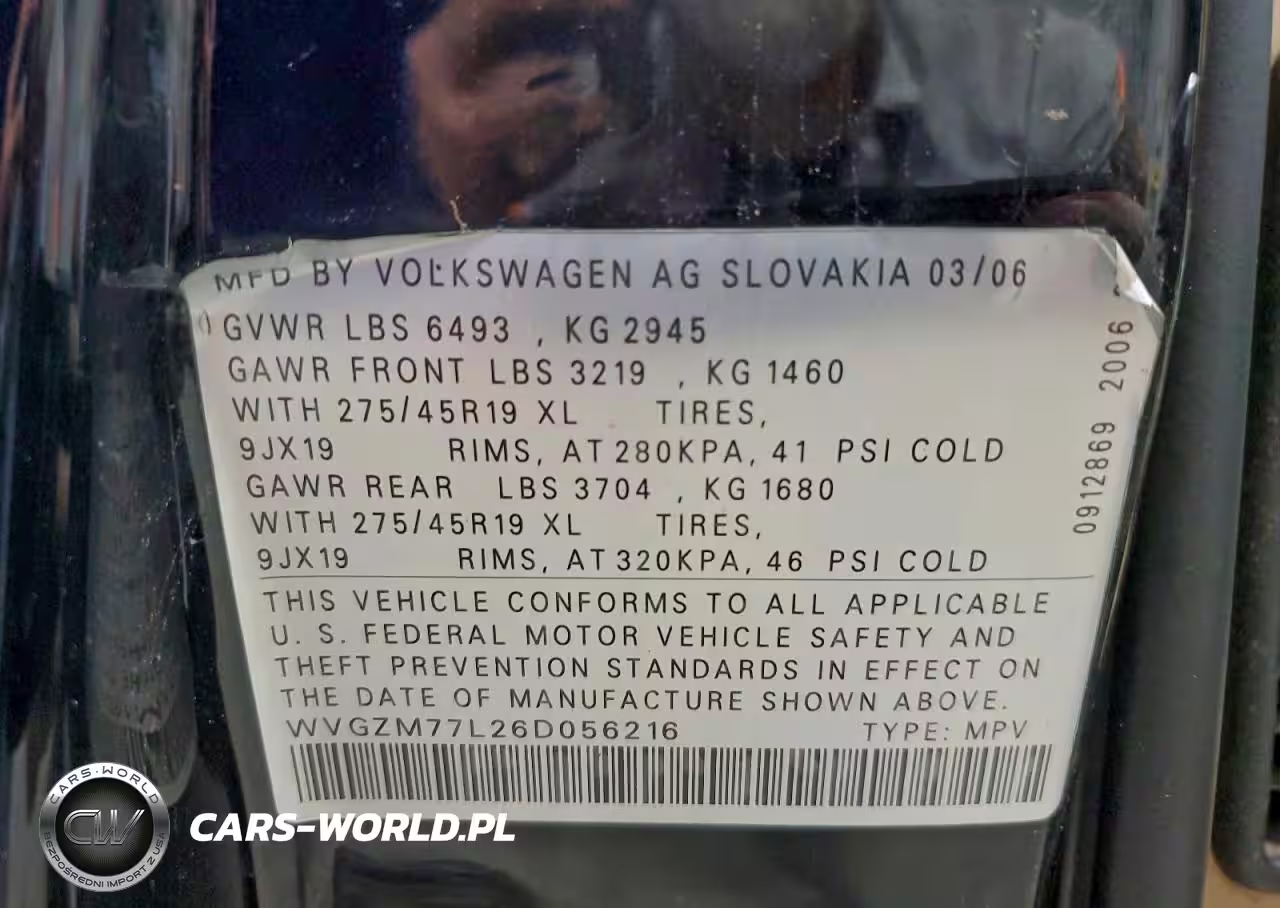 MFD BY VOLKSWAGEN AG SLOVAKIA 03/06
GVWR LBS 6493 , KG 2945
GAWR FRONT LBS 3219 , KG 1460
WITH 275/45R19 XL TIRES,
9JX19 RIMS, AT 280KPA, 41 PSI COLD
GAWR REAR LBS 3704 , KG 1680
WITH 275/45R19 XL TIRES,
9JX19 RIMS, AT 320KPA, 46 PSI COLD
THIS VEHICLE CONFORMS TO ALL APPLICABLE
U. S. FEDERAL MOTOR VEHICLE SAFETY AND
THEFT PREVENTION STANDARDS IN EFFECT ON
THE DATE OF MANUFACTURE SHOWN ABOVE.
WVGZM77L26D056216 TYPE: MPV
0912869 2006
CARS-WORLD
CW
BEZPOŚREDNI IMPORT Z USA
CARS-WORLD.PL